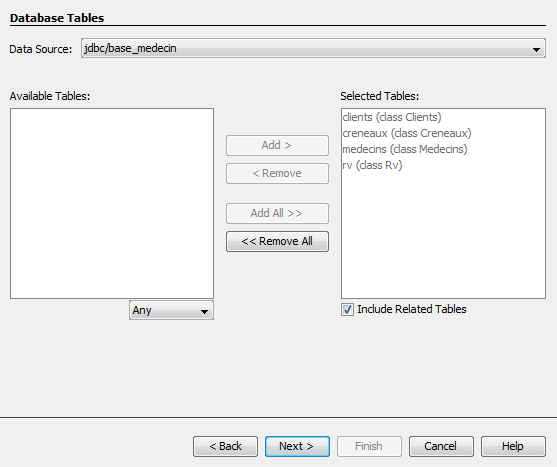 Database Tables
Data Source: jdbc/base_medecin
Available Tables:
Selected Tables:
clients (class Clients)
creneaux (class Creneaux)
medecins (class Medecins)
rv (class Rv)
Add >
< Remove
Add All >>
<< Remove All
Any
Include Related Tables
< Back
Next >
Finish
Cancel
Help